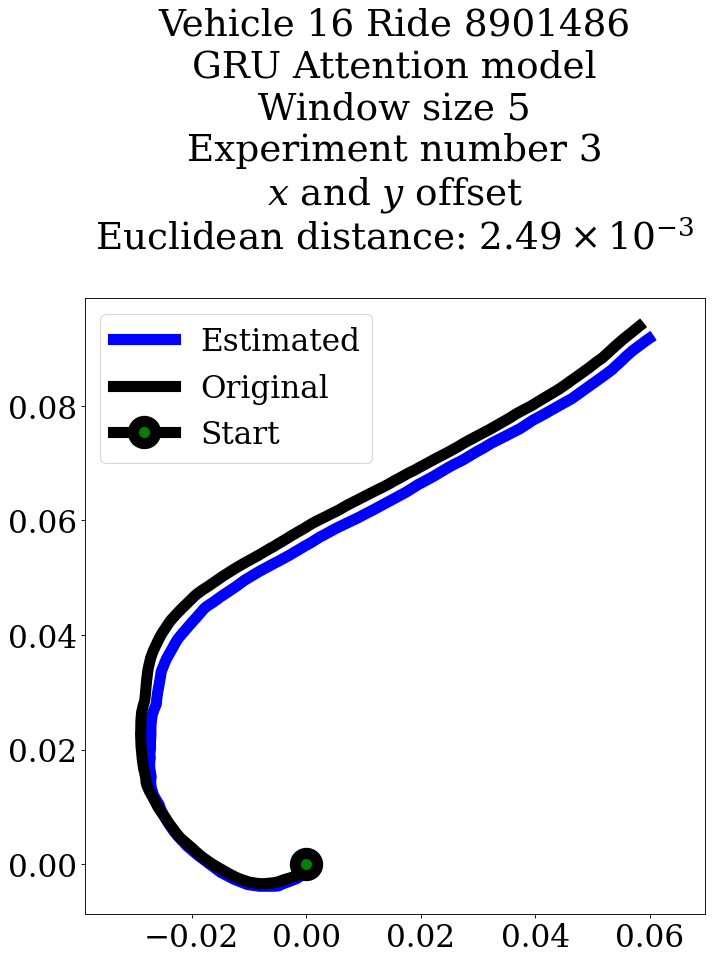 Vehicle 16 Ride 8901486
GRU Attention model
Window size 5
Experiment number 3
x and y offset
Euclidean distance: 2.49 × 10⁻³
Estimated
Original
Start
0.08
0.06
0.04
0.02
0.00
−0.02 0.00 0.02 0.04 0.06